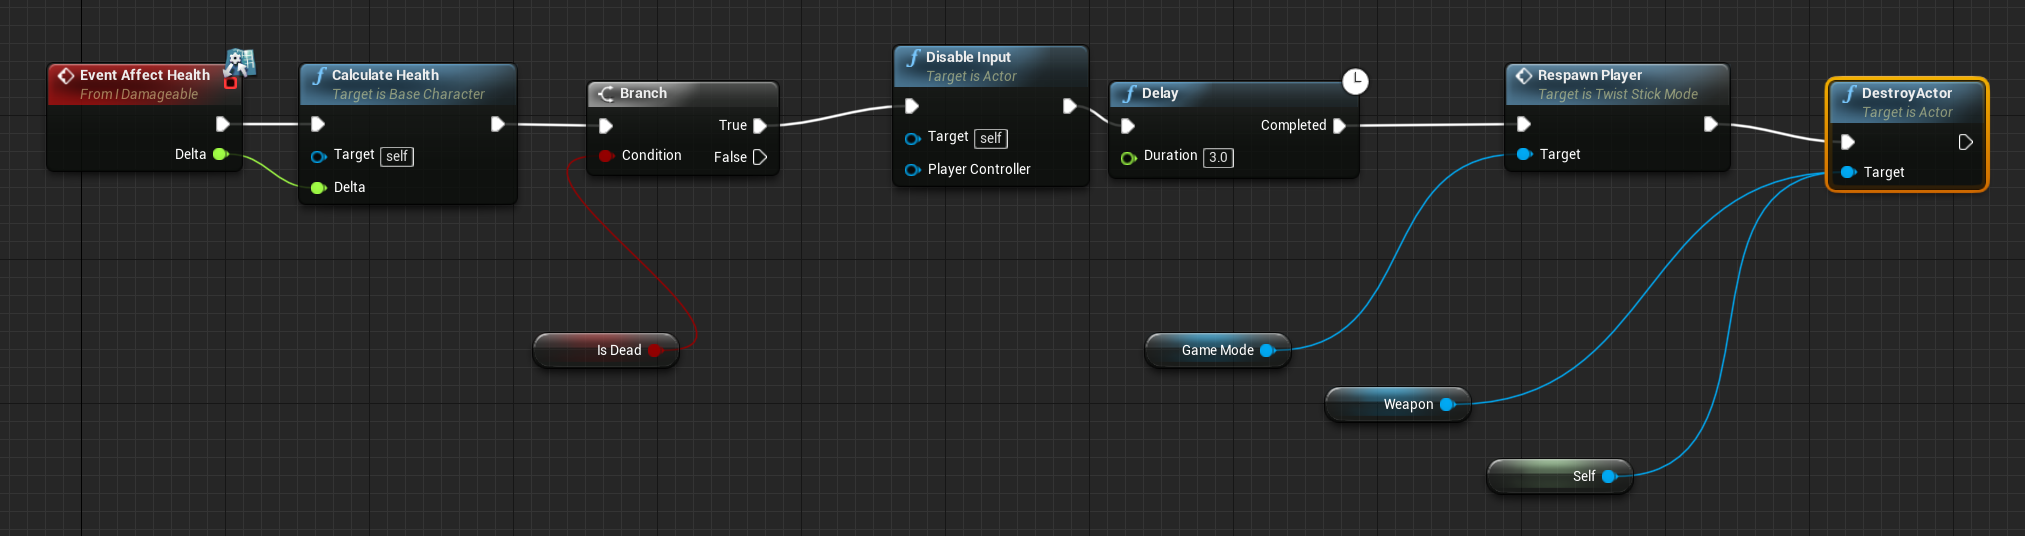 Event Affect Health
From I Damageable
Delta
Calculate Health
Target is Base Character
Target self
Delta
Branch
True
Condition
False
Is Dead
Disable Input
Target is Actor
Target self
Player Controller
Delay
Completed
Duration 3.0
Respawn Player
Target is Twist Stick Mode
Target
DestroyActor
Target is Actor
Target
Game Mode
Weapon
Self